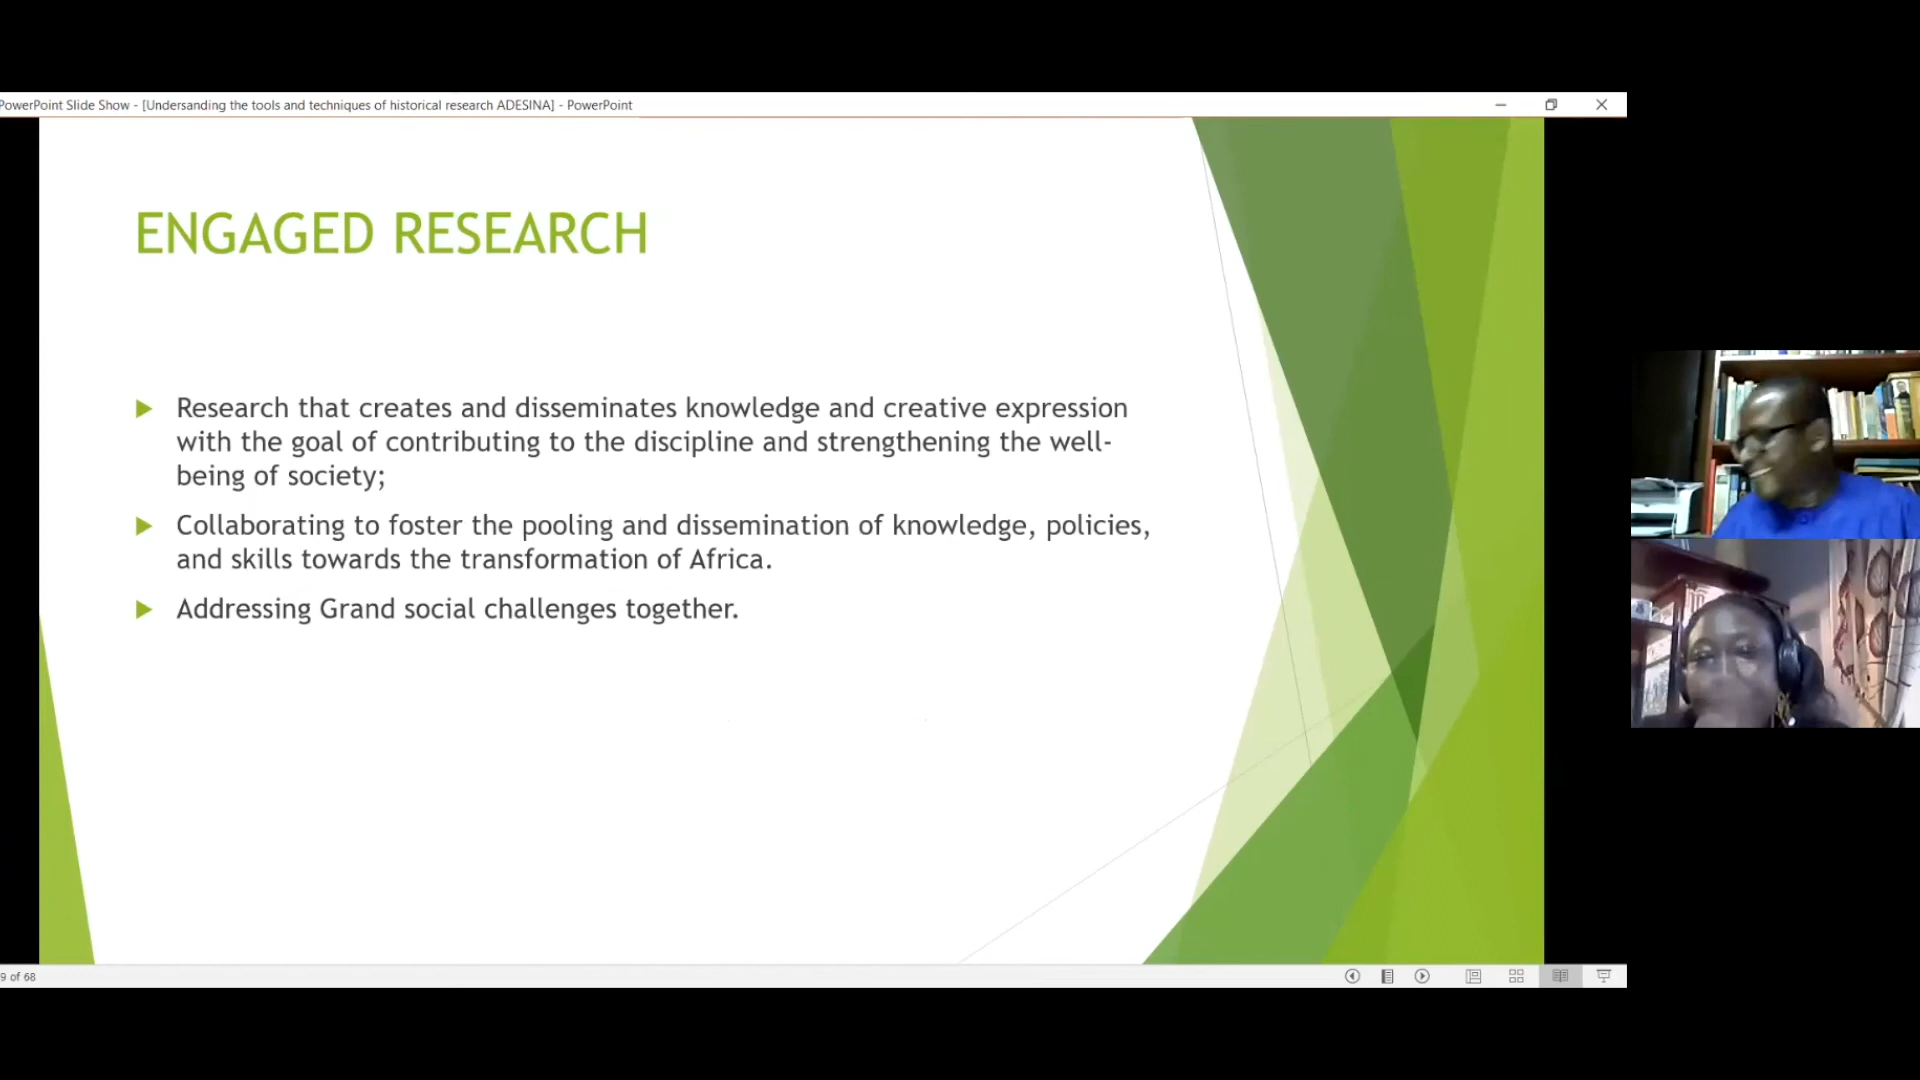 PowerPoint Slide Show - [Undersanding the tools and techniques of historical research ADESINA] - PowerPoint
ENGAGED RESEARCH
Research that creates and disseminates knowledge and creative expression
with the goal of contributing to the discipline and strengthening the well-
being of society;
Collaborating to foster the pooling and dissemination of knowledge, policies,
and skills towards the transformation of Africa.
Addressing Grand social challenges together.
9 of 68